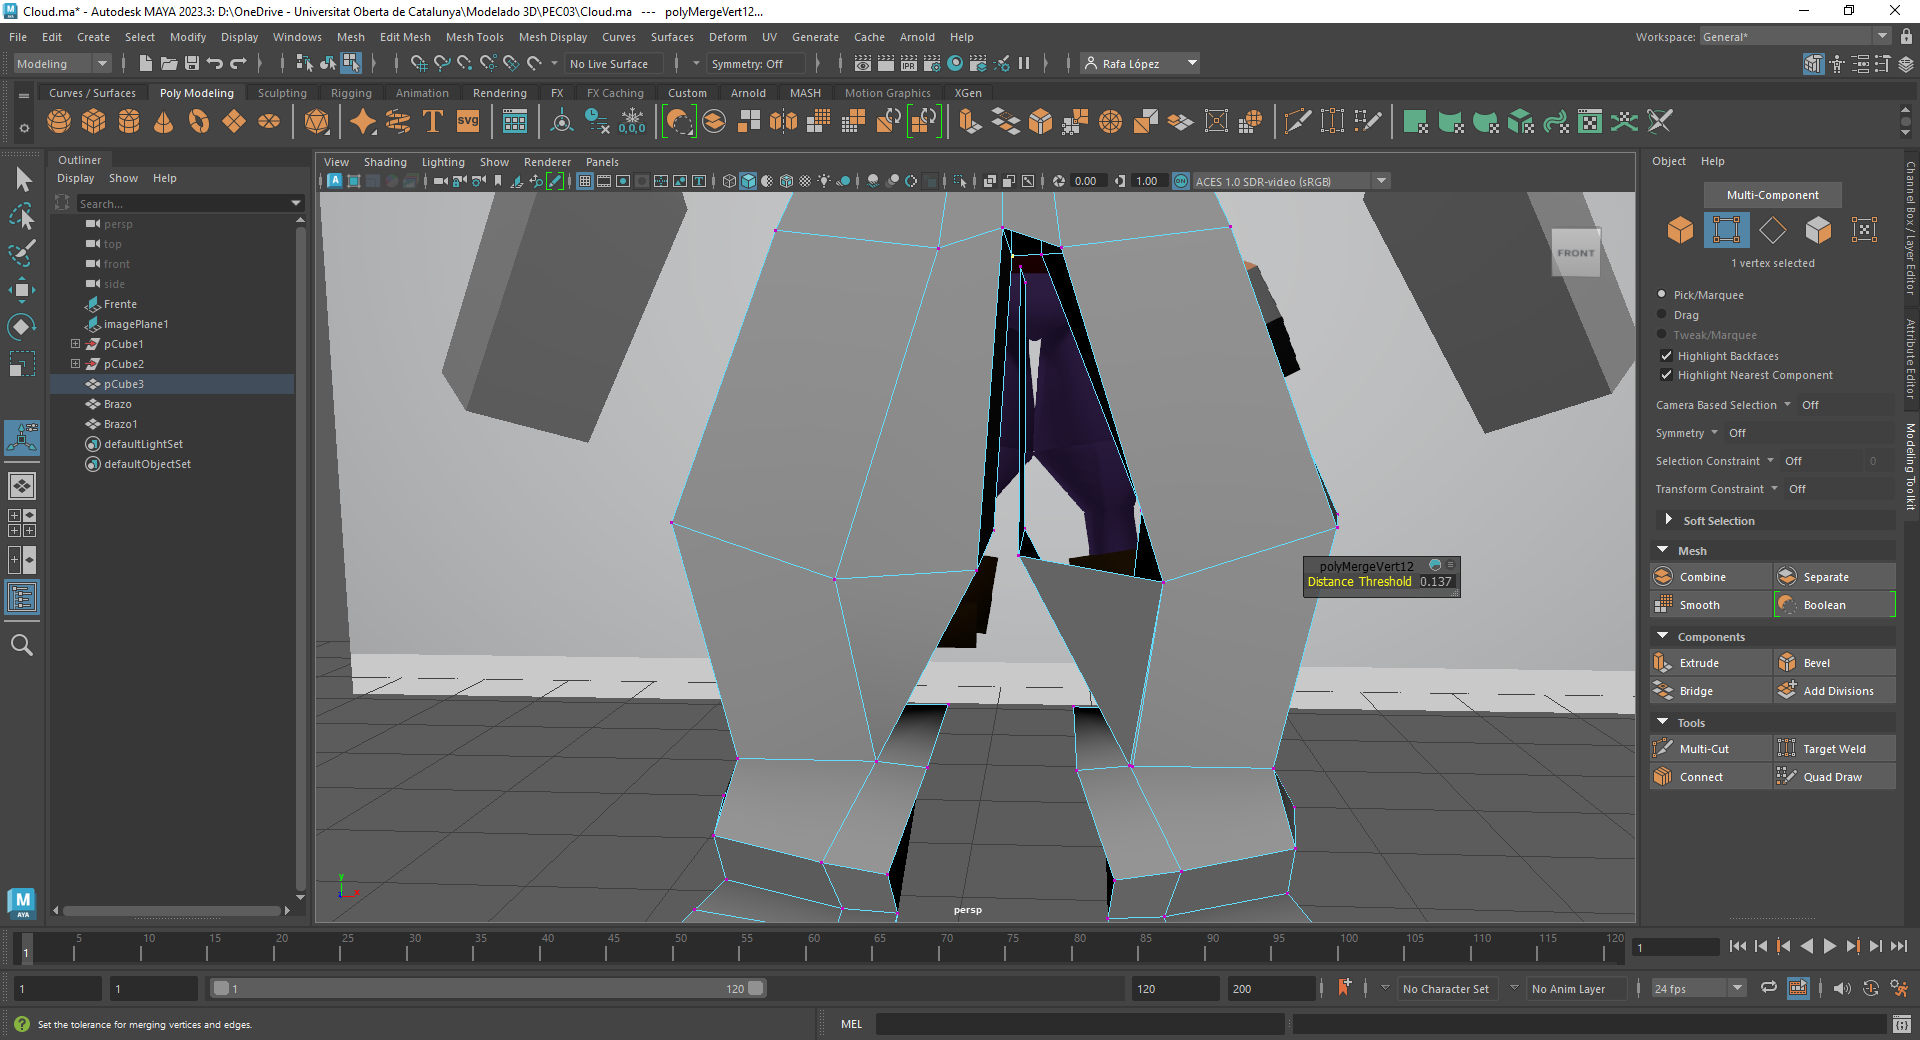 Cloud.ma* - Autodesk MAYA 2023.3: D:\OneDrive - Universitat Oberta de Catalunya\Modelado 3D\PEC03\Cloud.ma   ---   polyMergeVert12...
File Edit Create Select Modify Display Windows Mesh Edit Mesh Mesh Tools Mesh Display Curves Surfaces Deform UV Generate Cache Arnold Help
Workspace: General*
Modeling
No Live Surface
Symmetry: Off
Rafa López
Curves / Surfaces Poly Modeling Sculpting Rigging Animation Rendering FX FX Caching Custom Arnold MASH Motion Graphics XGen
SVG
0,0,0
IPR
Outliner
Display Show Help
Search...
persp
top
front
side
Frente
imagePlane1
pCube1
pCube2
pCube3
Brazo
Brazo1
defaultLightSet
defaultObjectSet
View Shading Lighting Show Renderer Panels
0.00
1.00
ACES 1.0 SDR-video (sRGB)
FRONT
polyMergeVert12
Distance Threshold 0.137
persp
y
x
z
Object Help
Multi-Component
1 vertex selected
Pick/Marquee
Drag
Tweak/Marquee
Highlight Backfaces
Highlight Nearest Component
Camera Based Selection Off
Symmetry Off
Selection Constraint Off 0
Transform Constraint Off
Soft Selection
Mesh
Combine Separate
Smooth Boolean
Components
Extrude Bevel
Bridge Add Divisions
Tools
Multi-Cut Target Weld
Connect Quad Draw
Channel Box / Layer Editor
Attribute Editor
Modeling Toolkit
M
AYA
1 5 10 15 20 25 30 35 40 45 50 55 60 65 70 75 80 85 90 95 100 105 110 115 120
1
1 1 1 120 120 200
No Character Set
No Anim Layer
24 fps
Set the tolerance for merging vertices and edges.
MEL